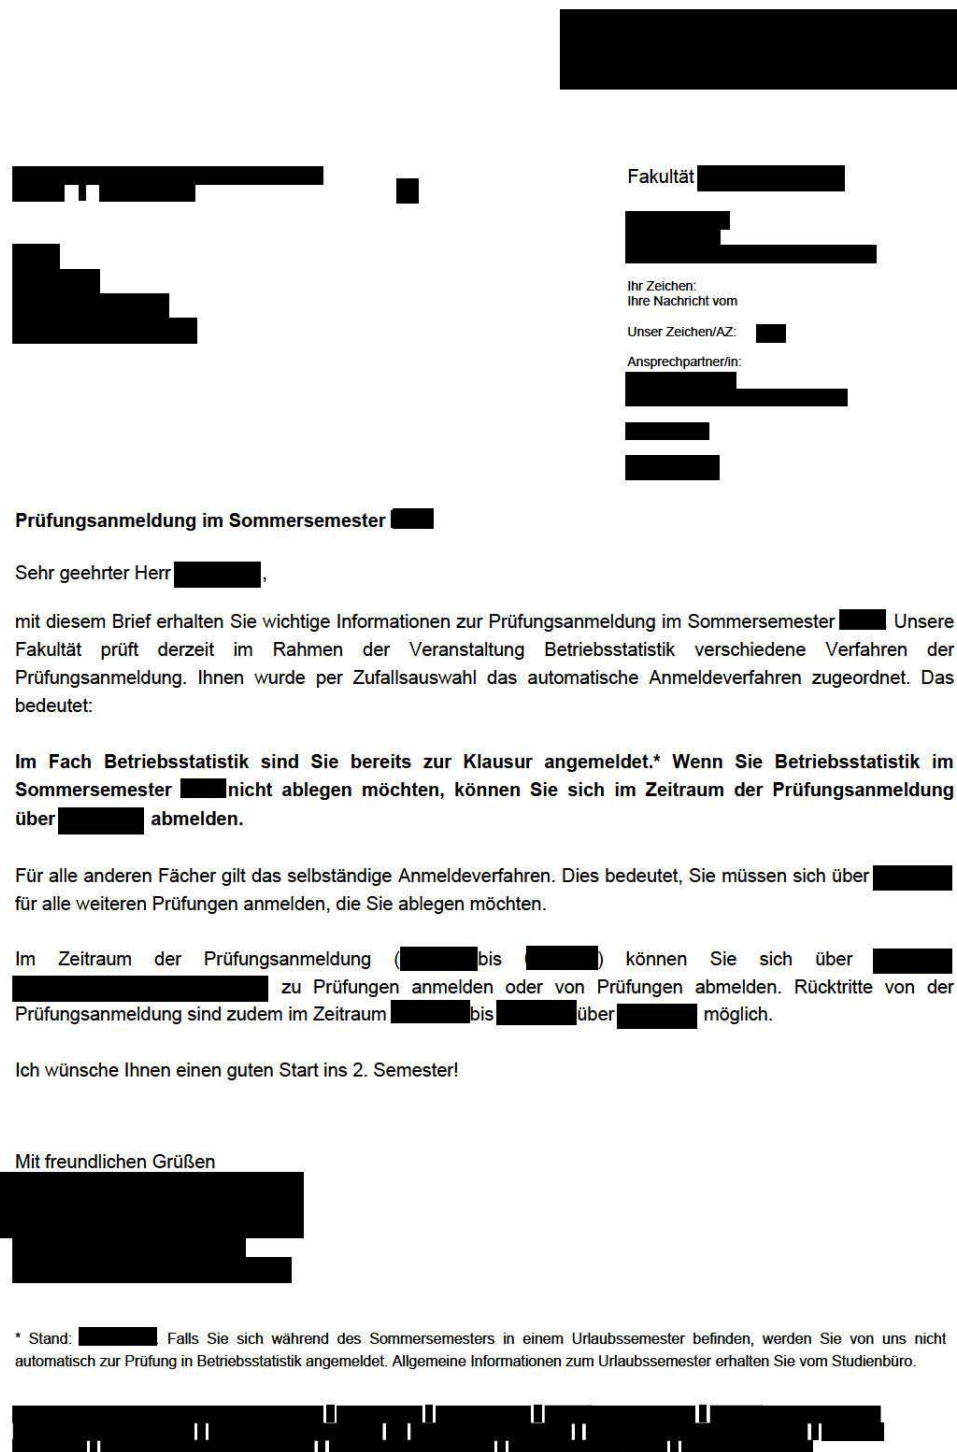 Fakultät
Ihr Zeichen:
Ihre Nachricht vom
Unser Zeichen/AZ:
Ansprechpartner/in:
Prüfungsanmeldung im Sommersemester
Sehr geehrter Herr ,
mit diesem Brief erhalten Sie wichtige Informationen zur Prüfungsanmeldung im Sommersemester Unsere
Fakultät prüft derzeit im Rahmen der Veranstaltung Betriebsstatistik verschiedene Verfahren der
Prüfungsanmeldung. Ihnen wurde per Zufallsauswahl das automatische Anmeldeverfahren zugeordnet. Das
bedeutet:
Im Fach Betriebsstatistik sind Sie bereits zur Klausur angemeldet.* Wenn Sie Betriebsstatistik im
Sommersemester nicht ablegen möchten, können Sie sich im Zeitraum der Prüfungsanmeldung
über abmelden.
Für alle anderen Fächer gilt das selbständige Anmeldeverfahren. Dies bedeutet, Sie müssen sich über
für alle weiteren Prüfungen anmelden, die Sie ablegen möchten.
Im Zeitraum der Prüfungsanmeldung ( bis ( ) können Sie sich über
zu Prüfungen anmelden oder von Prüfungen abmelden. Rücktritte von der
Prüfungsanmeldung sind zudem im Zeitraum bis über möglich.
Ich wünsche Ihnen einen guten Start ins 2. Semester!
Mit freundlichen Grüßen
* Stand: . Falls Sie sich während des Sommersemesters in einem Urlaubssemester befinden, werden Sie von uns nicht
automatisch zur Prüfung in Betriebsstatistik angemeldet. Allgemeine Informationen zum Urlaubssemester erhalten Sie vom Studienbüro.